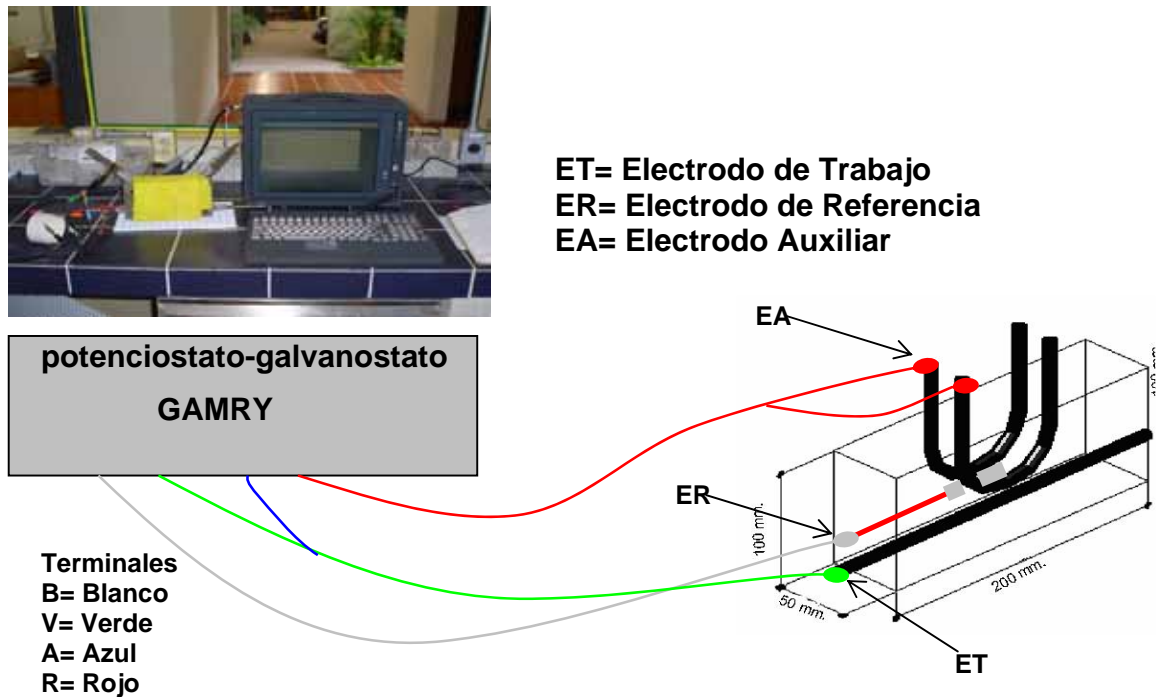 ET= Electrodo de Trabajo
ER= Electrodo de Referencia
EA= Electrodo Auxiliar
potenciostato-galvanostato
GAMRY
EA
ER
ET
100 mm.
50 mm.
200 mm.
Terminales
B= Blanco
V= Verde
A= Azul
R= Rojo